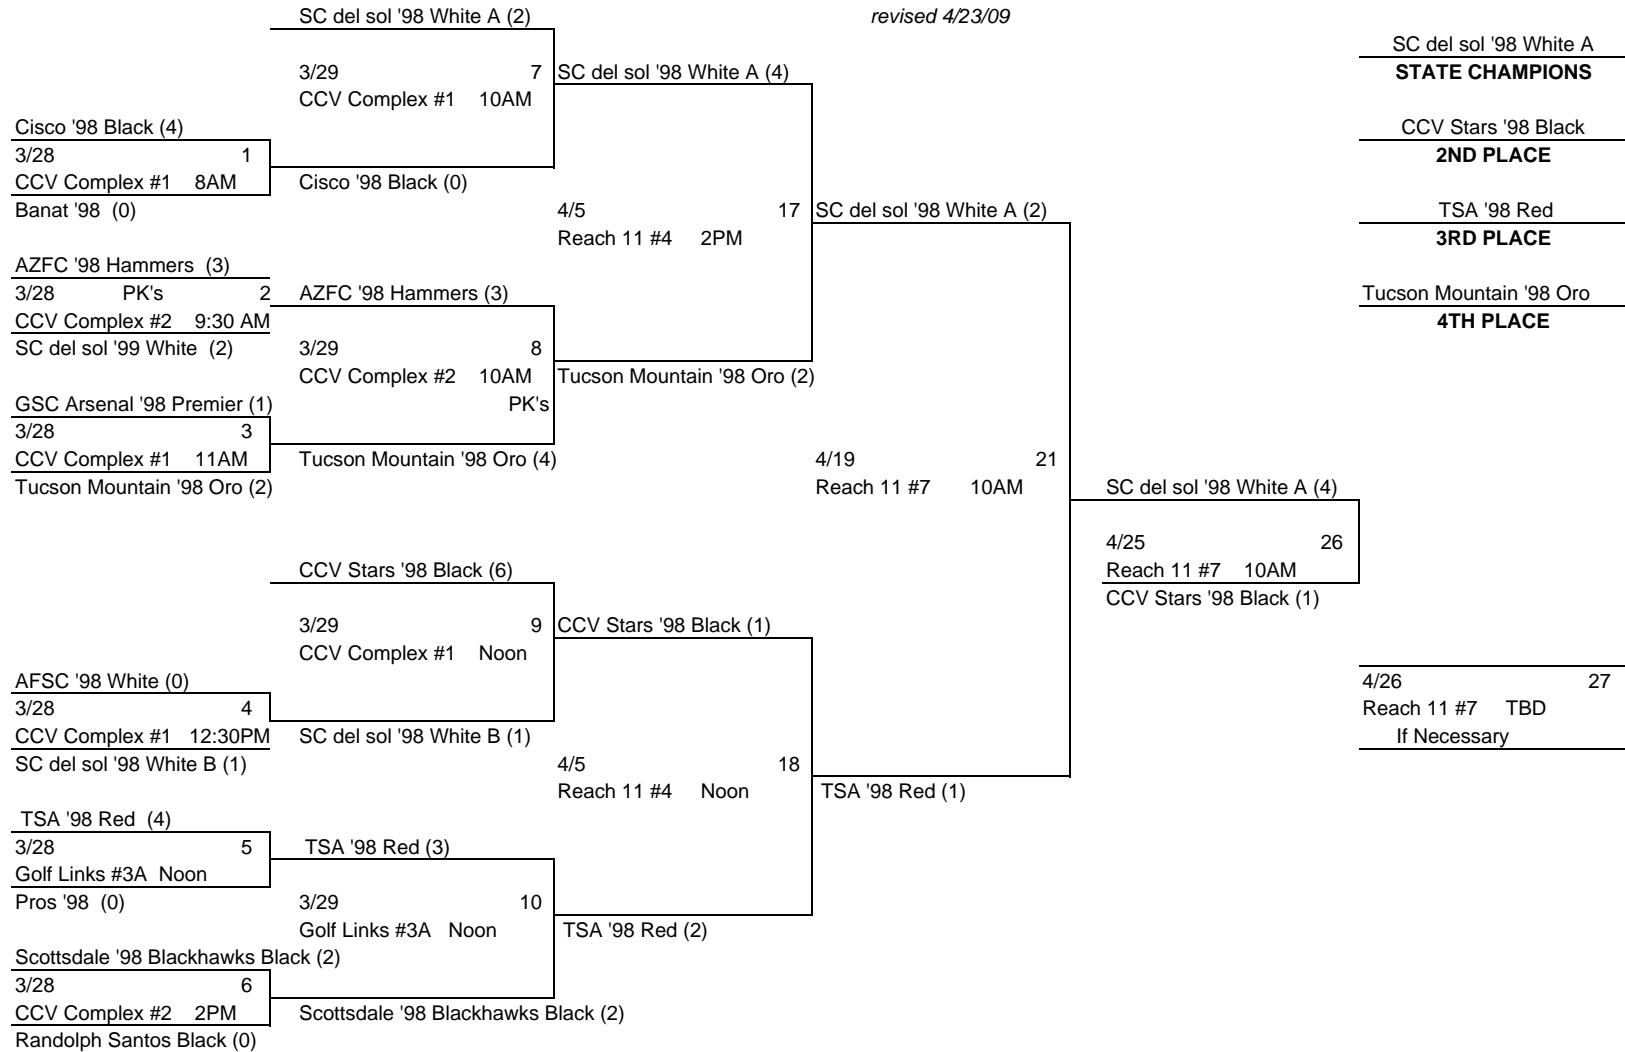 SC del sol '98 White A (2)
revised 4/23/09
SC del sol '98 White A
STATE CHAMPIONS
3/29 7
SC del sol '98 White A (4)
CCV Complex #1 10AM
Cisco '98 Black (4)
CCV Stars '98 Black
2ND PLACE
3/28 1
CCV Complex #1 8AM
Cisco '98 Black (0)
Banat '98 (0)
4/5 17
SC del sol '98 White A (2)
TSA '98 Red
3RD PLACE
Reach 11 #4 2PM
AZFC '98 Hammers (3)
3/28 PK's 2
AZFC '98 Hammers (3)
Tucson Mountain '98 Oro
4TH PLACE
CCV Complex #2 9:30 AM
SC del sol '99 White (2)
3/29 8
CCV Complex #2 10AM
Tucson Mountain '98 Oro (2)
PK's
GSC Arsenal '98 Premier (1)
3/28 3
CCV Complex #1 11AM
Tucson Mountain '98 Oro (4)
4/19 21
Tucson Mountain '98 Oro (2)
Reach 11 #7 10AM
SC del sol '98 White A (4)
4/25 26
Reach 11 #7 10AM
CCV Stars '98 Black (6)
CCV Stars '98 Black (1)
3/29 9
CCV Stars '98 Black (1)
CCV Complex #1 Noon
AFSC '98 White (0)
4/26 27
3/28 4
Reach 11 #7 TBD
CCV Complex #1 12:30PM
SC del sol '98 White B (1)
If Necessary
SC del sol '98 White B (1)
4/5 18
Reach 11 #4 Noon
TSA '98 Red (1)
TSA '98 Red (4)
3/28 5
TSA '98 Red (3)
Golf Links #3A Noon
Pros '98 (0)
3/29 10
Golf Links #3A Noon
TSA '98 Red (2)
Scottsdale '98 Blackhawks Black (2)
3/28 6
CCV Complex #2 2PM
Scottsdale '98 Blackhawks Black (2)
Randolph Santos Black (0)